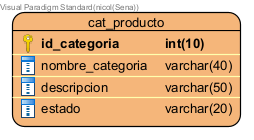 Visual Paradigm Standard(nicol(Sena))
cat_producto
id_categoria int(10)
nombre_categoria varchar(40)
descripcion varchar(50)
estado varchar(20)